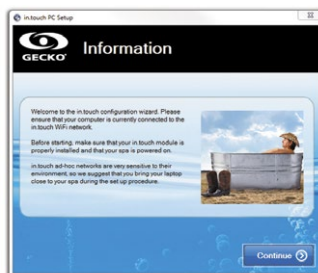 in.touch PC Setup
GECKO
Information
Welcome to the in.touch configuration wizard. Please
ensure that your computer is currently connected to the
in.touch WiFi network.
Before starting, make sure that your in.touch module is
properly installed and that your spa is powered on.
in.touch ad-hoc networks are very sensitive to their
environment, so we suggest that you bring your laptop
close to your spa during the set up procedure.
Continue